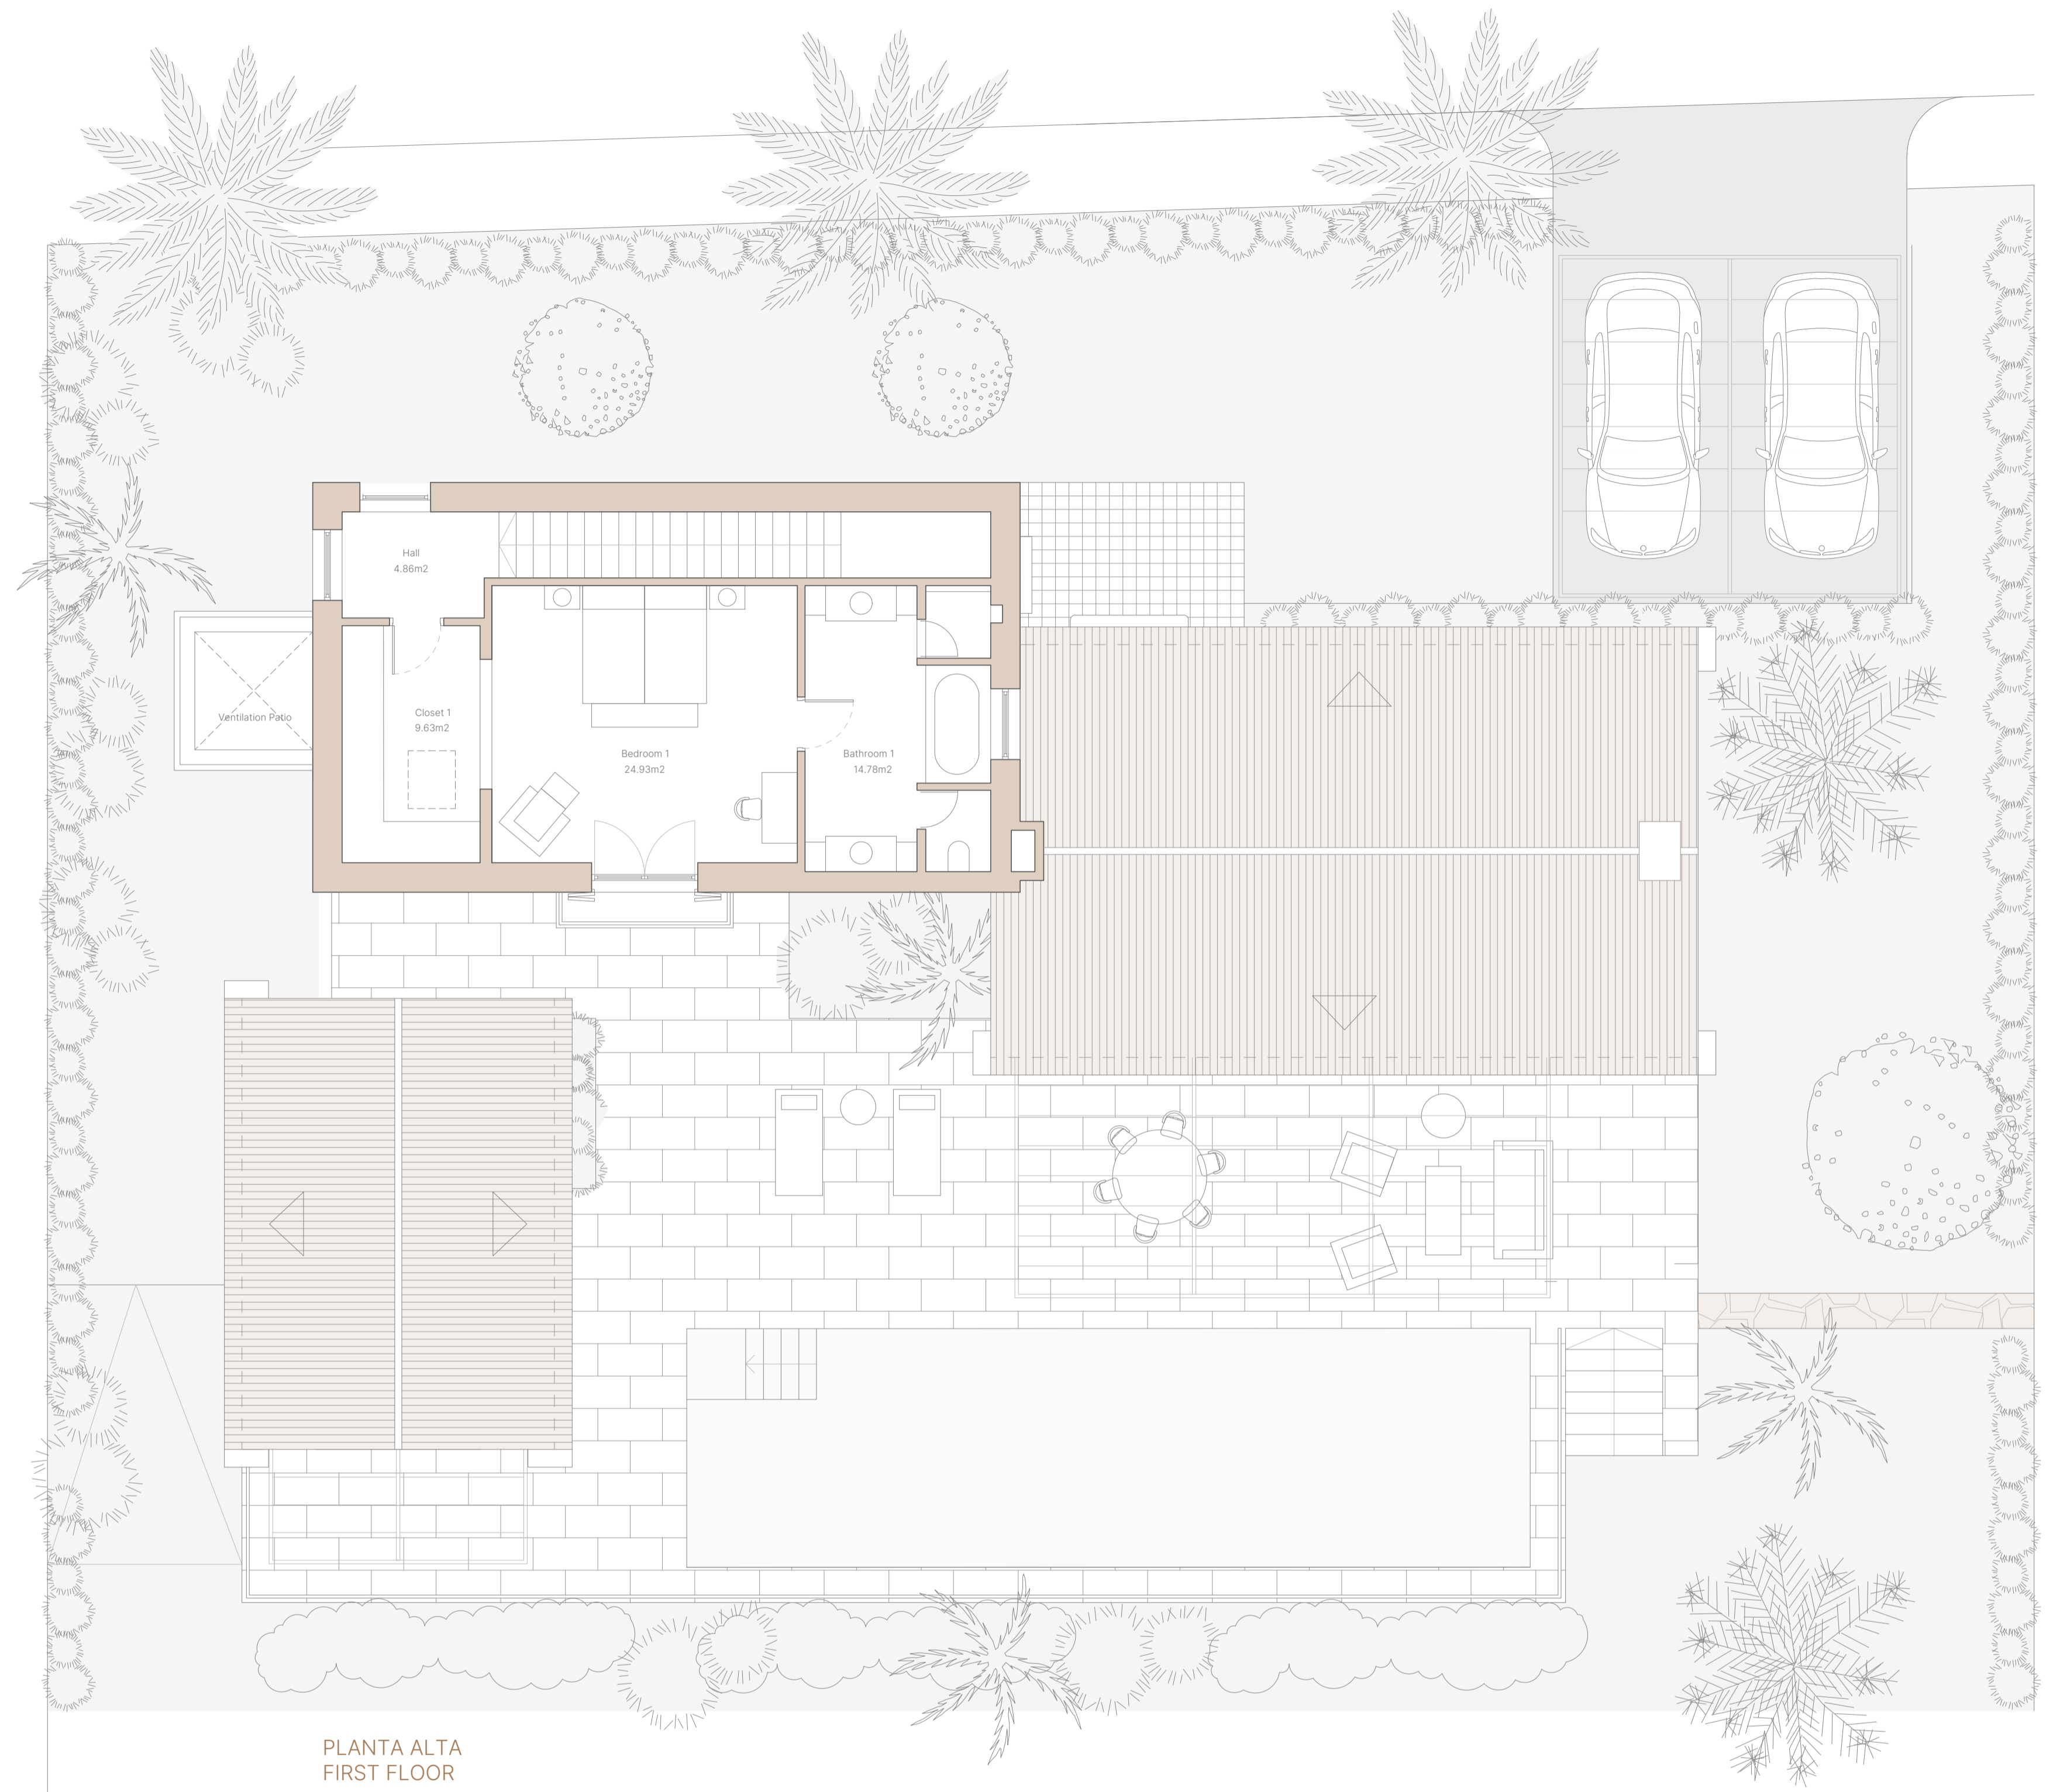 Hall
4.86m2
Ventilation Patio
Closet 1
9.63m2
Bedroom 1
24.93m2
Bathroom 1
14.78m2
PLANTA ALTA
FIRST FLOOR